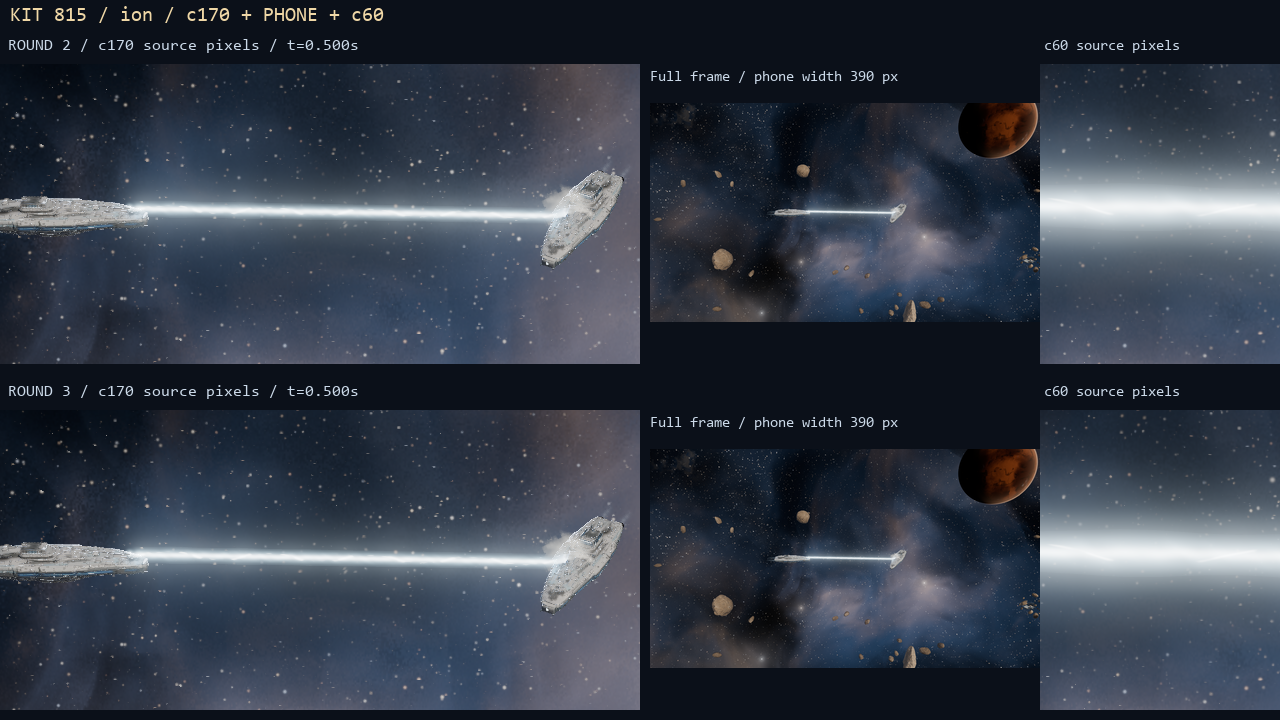 KIT 815 / ion / c170 + PHONE + c60
ROUND 2 / c170 source pixels / t=0.500s
c60 source pixels
Full frame / phone width 390 px
ROUND 3 / c170 source pixels / t=0.500s
c60 source pixels
Full frame / phone width 390 px